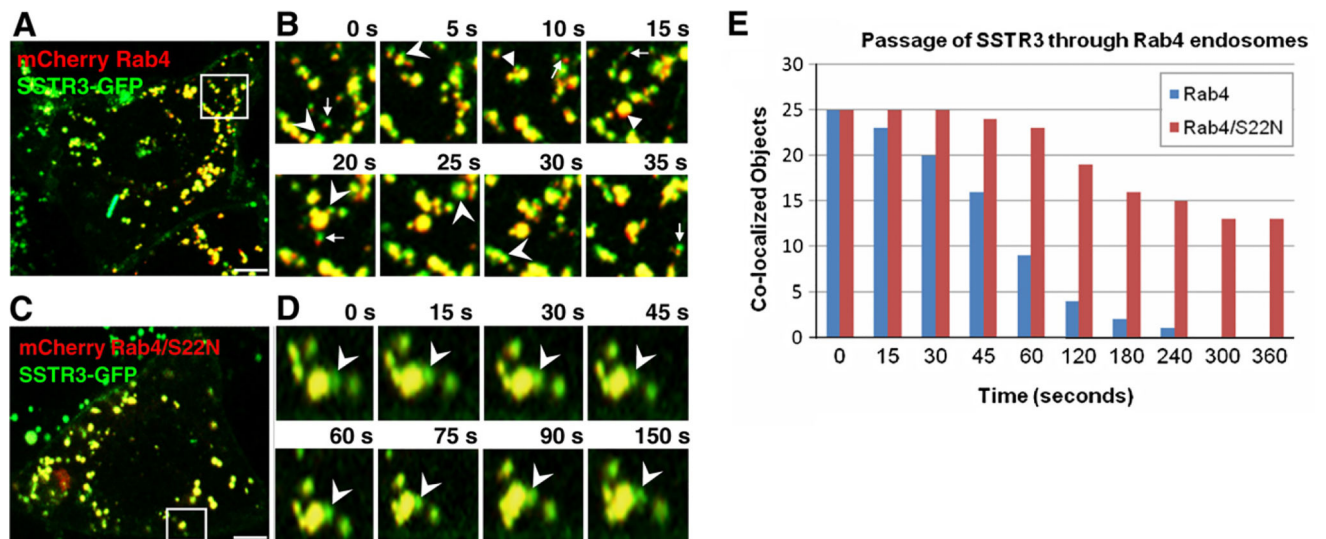 A
mCherry Rab4
SSTR3-GFP
B
0 s 5 s 10 s 15 s
20 s 25 s 30 s 35 s
C
mCherry Rab4/S22N
SSTR3-GFP
D
0 s 15 s 30 s 45 s
60 s 75 s 90 s 150 s
E
Passage of SSTR3 through Rab4 endosomes
Co-localized Objects
30
25
20
15
10
5
0
Rab4
Rab4/S22N
0 15 30 45 60 120 180 240 300 360
Time (seconds)